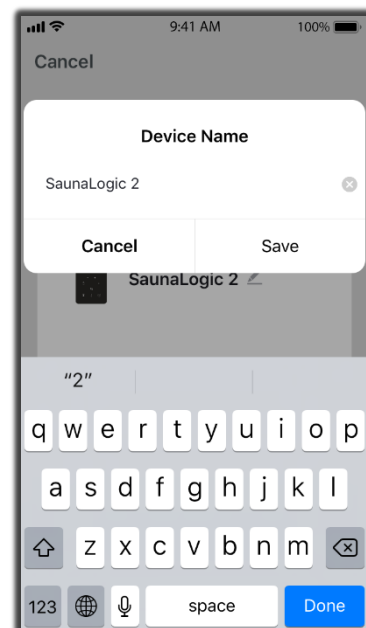 9:41 AM 100%
Cancel
Device Name
SaunaLogic 2
Cancel Save
SaunaLogic 2
"2"
q w e r t y u i o p
a s d f g h j k l
z x c v b n m
123 space Done